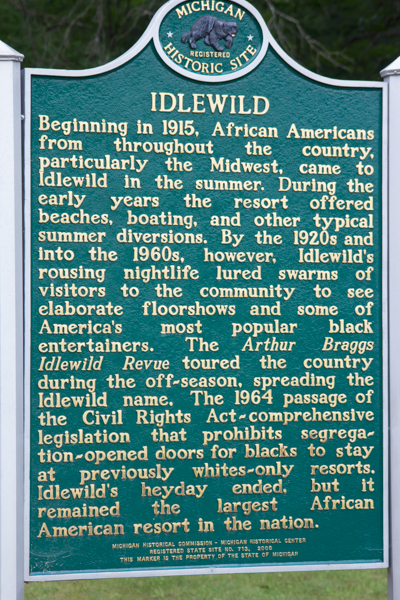 MICHIGAN
REGISTERED
HISTORIC SITE
IDLEWILD
Beginning in 1915, African Americans
from throughout the country,
particularly the Midwest, came to
Idlewild in the summer. During the
early years the resort offered
beaches, boating, and other typical
summer diversions. By the 1920s and
into the 1960s, however, Idlewild's
rousing nightlife lured swarms of
visitors to the community to see
elaborate floorshows and some of
America's most popular black
entertainers. The Arthur Braggs
Idlewild Revue toured the country
during the off-season, spreading the
Idlewild name. The 1964 passage of
the Civil Rights Act-comprehensive
legislation that prohibits segrega-
tion-opened doors for blacks to stay
at previously whites-only resorts.
Idlewild's heyday ended, but it
remained the largest African
American resort in the nation.
MICHIGAN HISTORICAL COMMISSION - MICHIGAN HISTORICAL CENTER
REGISTERED STATE SITE NO. 713, 2000
THIS MARKER IS THE PROPERTY OF THE STATE OF MICHIGAN